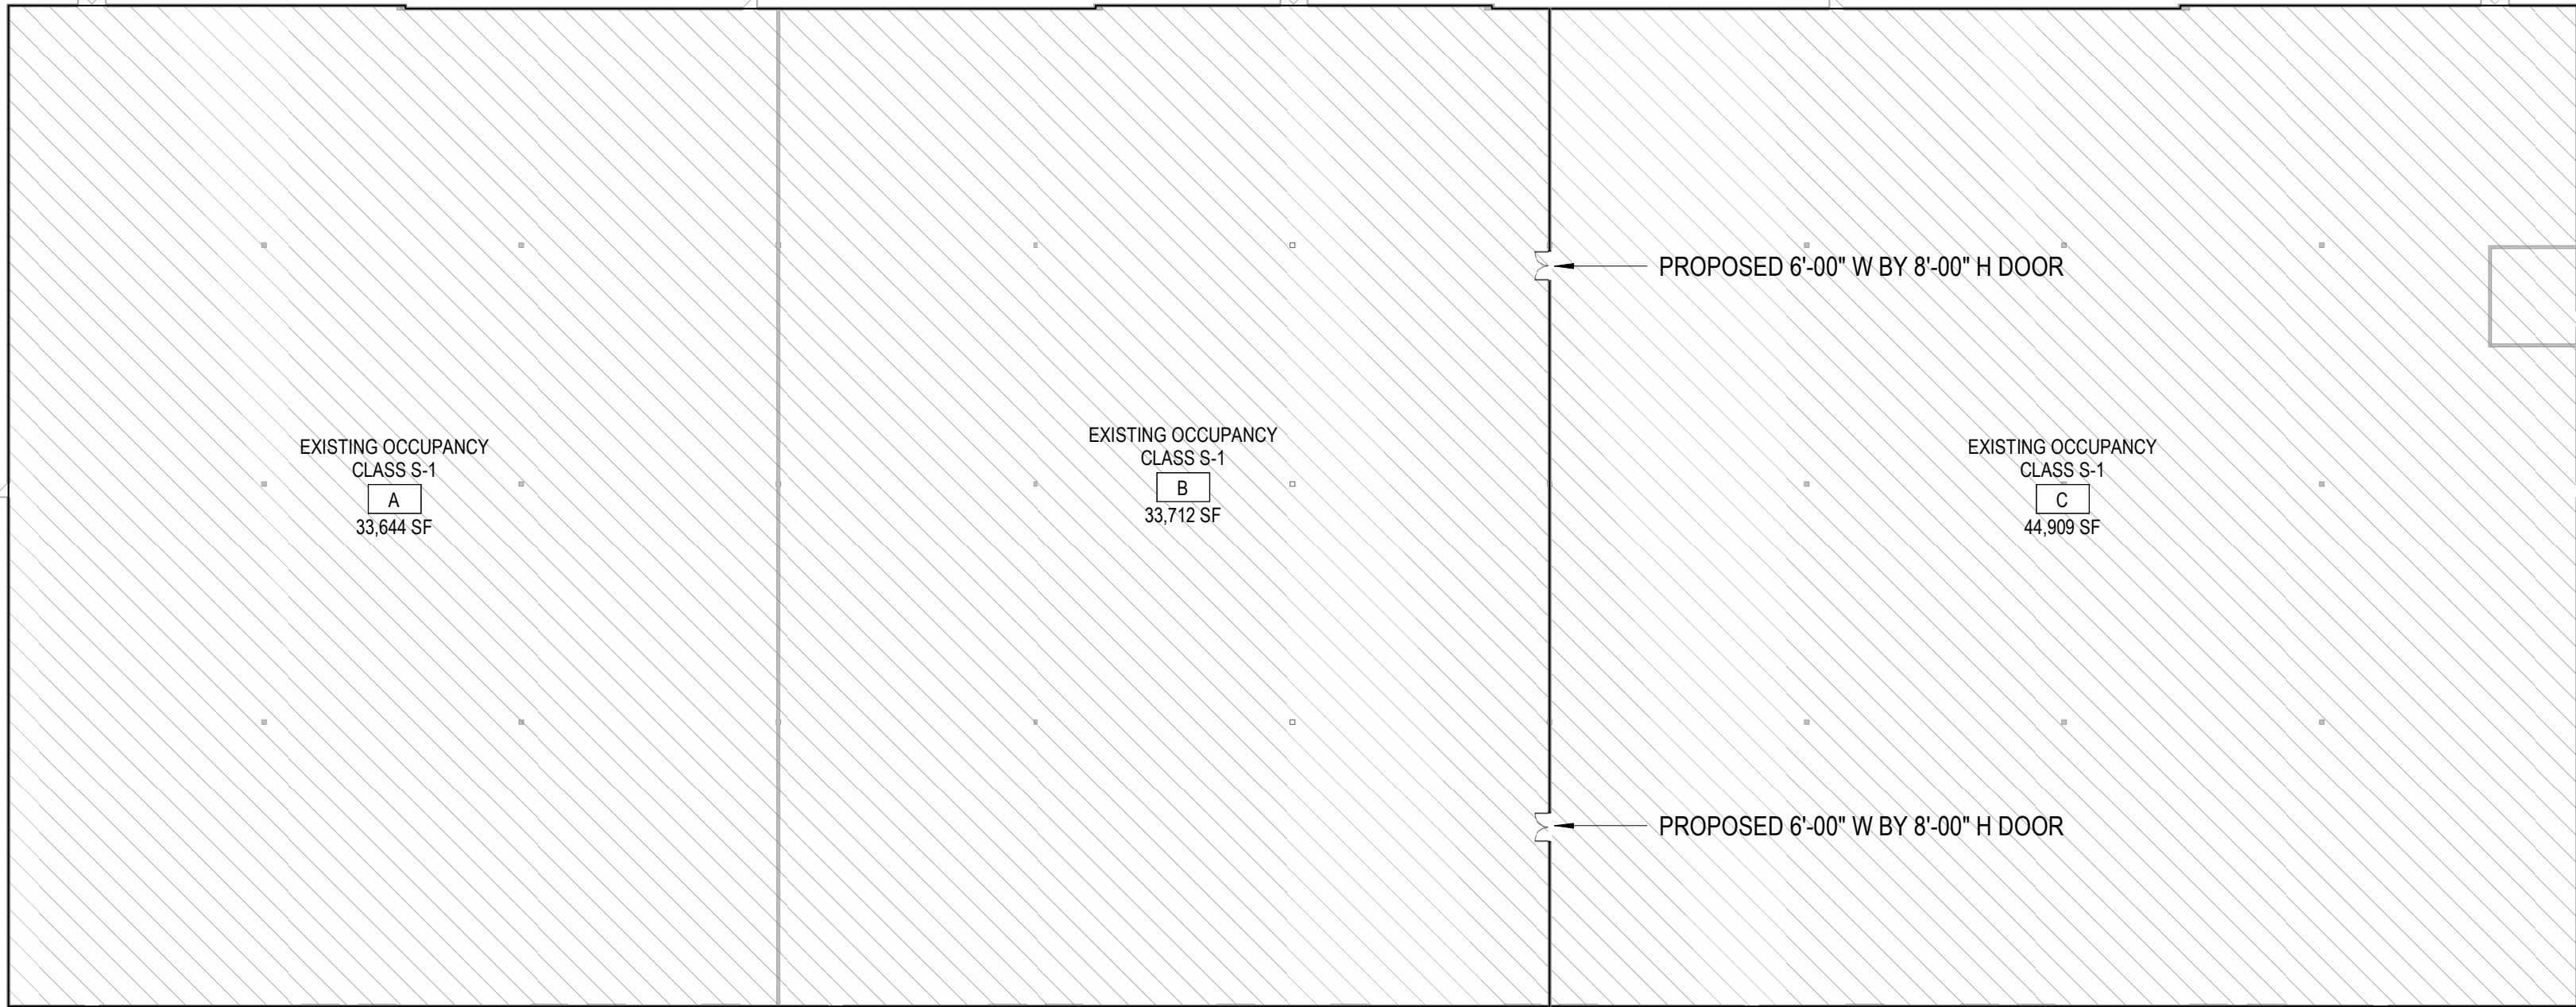 PROPOSED 6'-00" W BY 8'-00" H DOOR
EXISTING OCCUPANCY
CLASS S-1
A
33,644 SF
EXISTING OCCUPANCY
CLASS S-1
B
33,712 SF
EXISTING OCCUPANCY
CLASS S-1
C
44,909 SF
PROPOSED 6'-00" W BY 8'-00" H DOOR